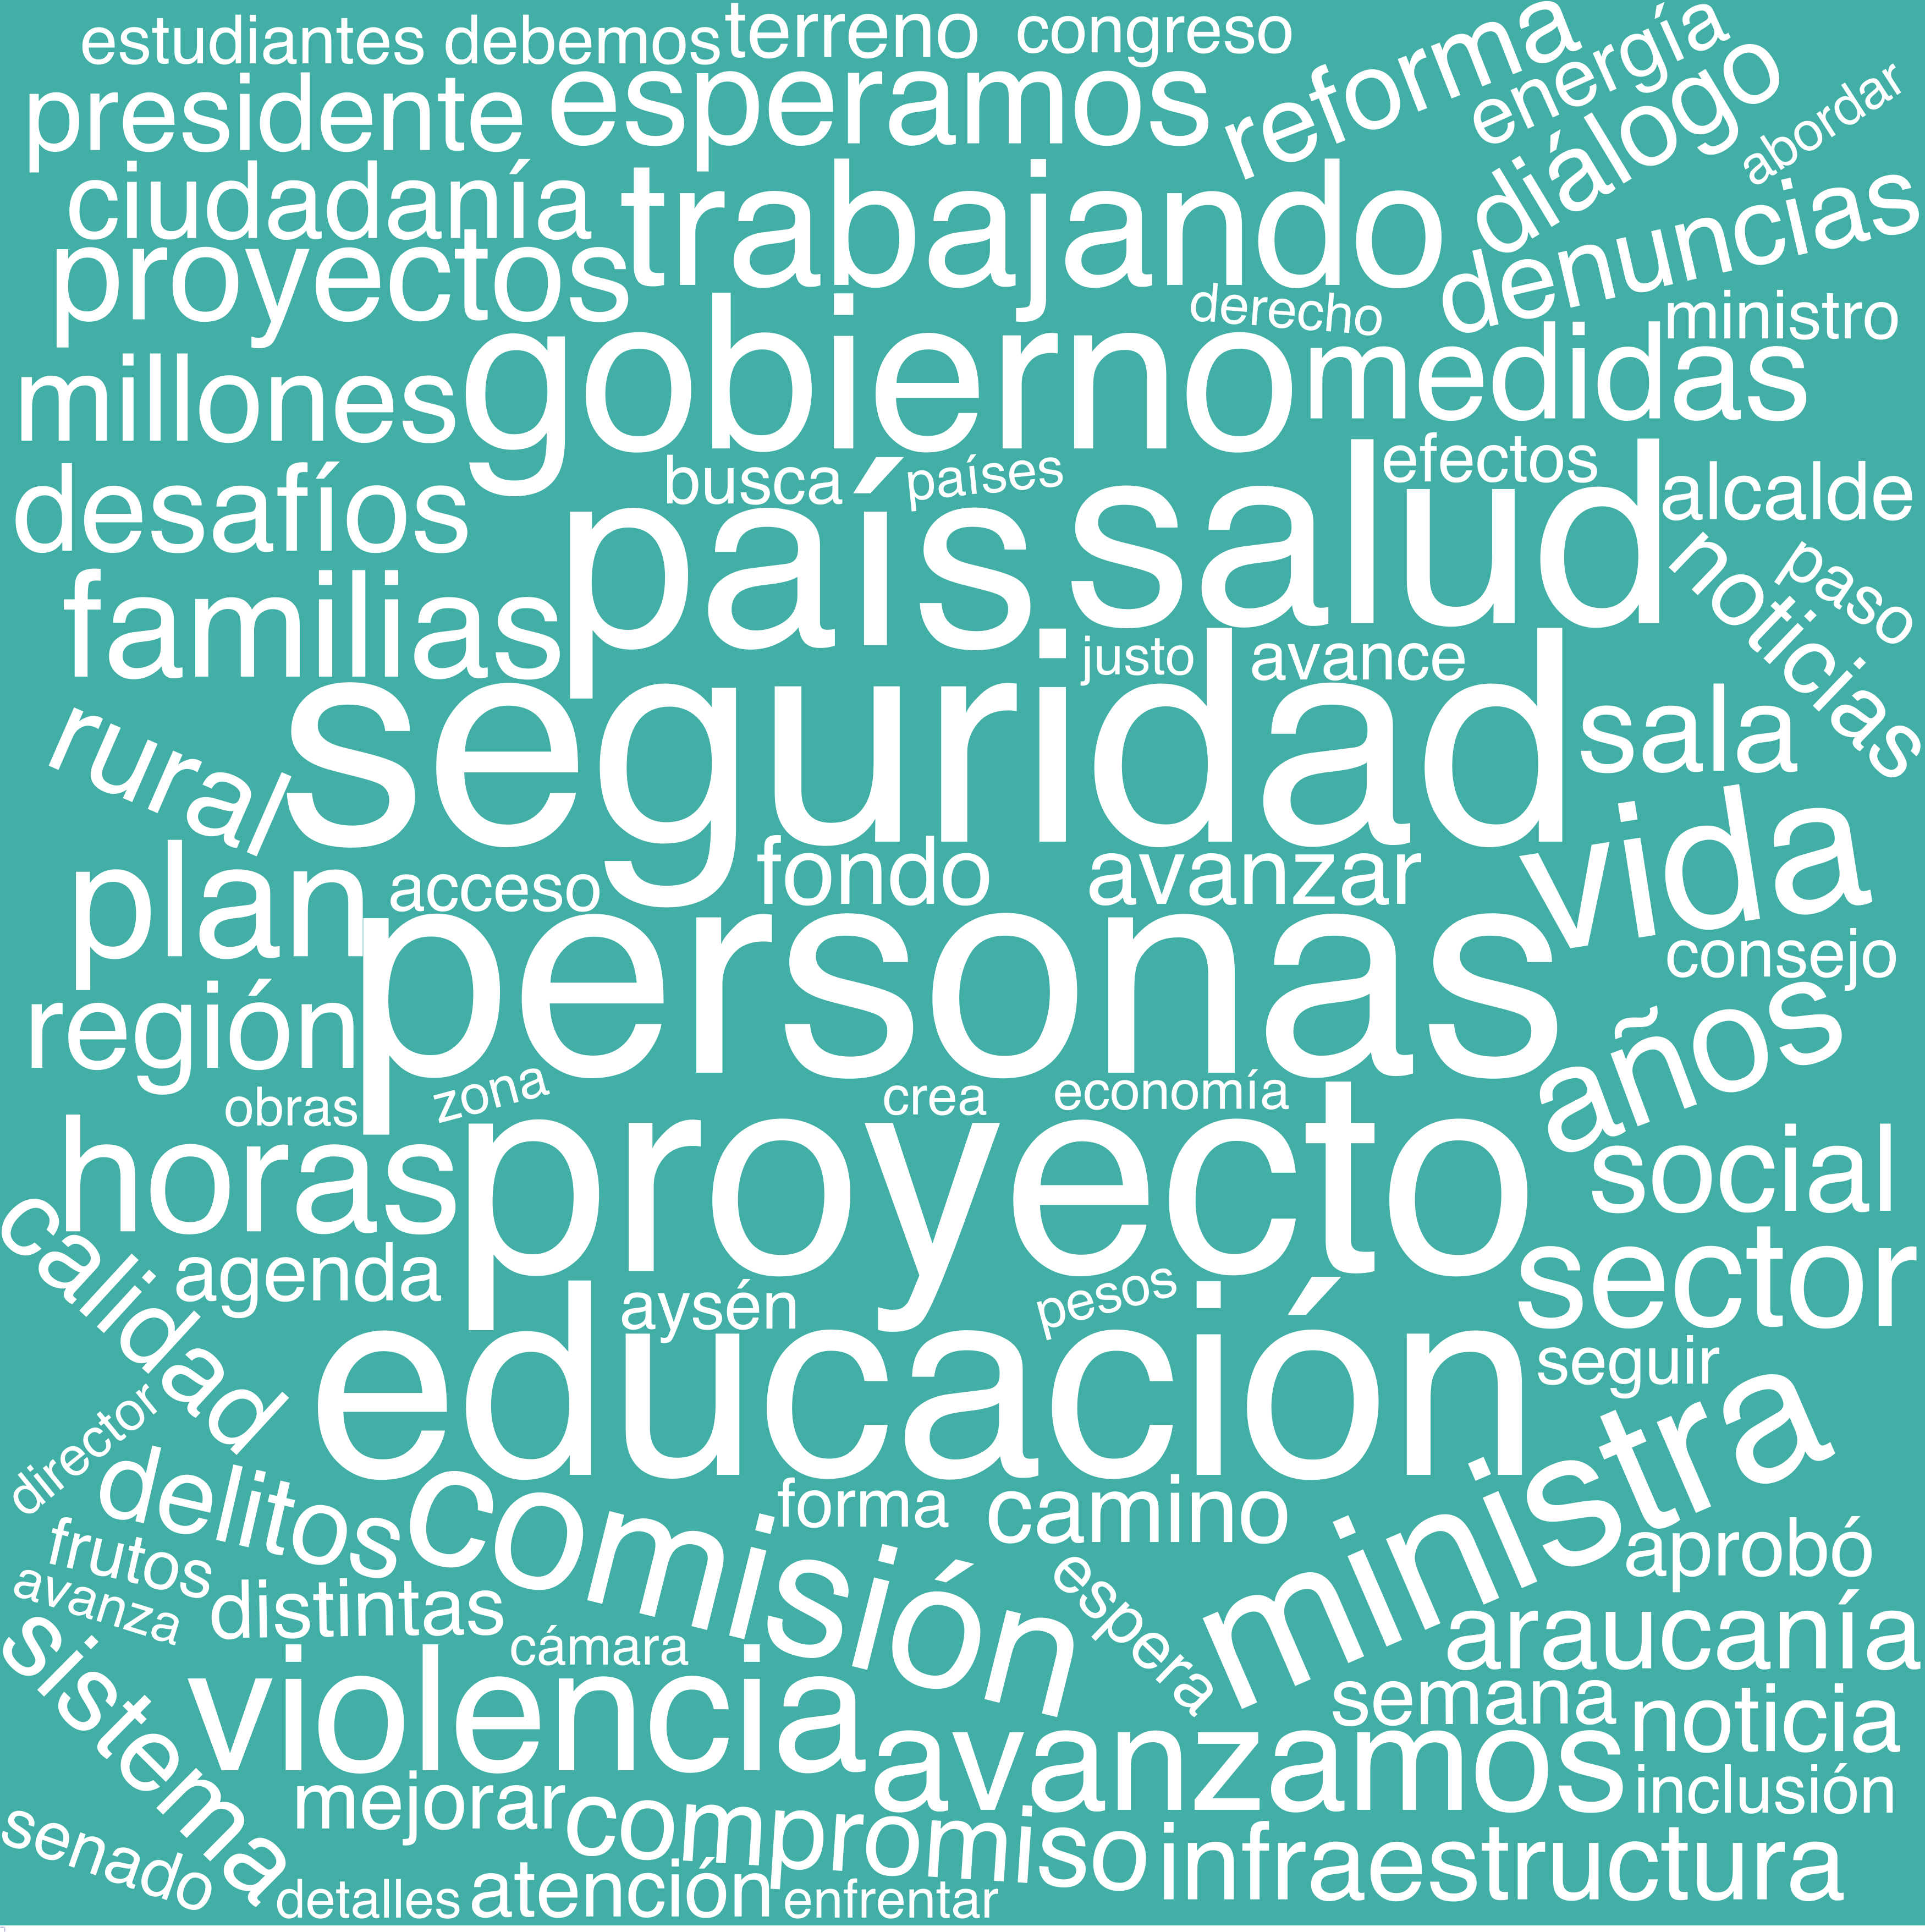 estudiantes debemos terreno congreso
reforma
energía
presidente esperamos
diálogo
abordar
ciudadanía trabajando
denuncias
proyectos
derecho
ministro
millones gobierno medidas
efectos
busca países
alcalde
desafíos
país salud
noticias
paso
familias
justo avance
rural
seguridad sala
vida
plan acceso fondo avanzar
personas
consejo
región
años
obras zona crea economía
horas proyecto social
calidad
agenda
sector
aysén pesos
educación
seguir
director
ministra
delitos
comisión
forma camino
frutos
aprobó
avanza
distintas
espera
araucanía
cámara
sistema
violencia
semana noticia
avanzamos
mejorar
inclusión
compromiso infraestructura
senado
detalles atención enfrentar